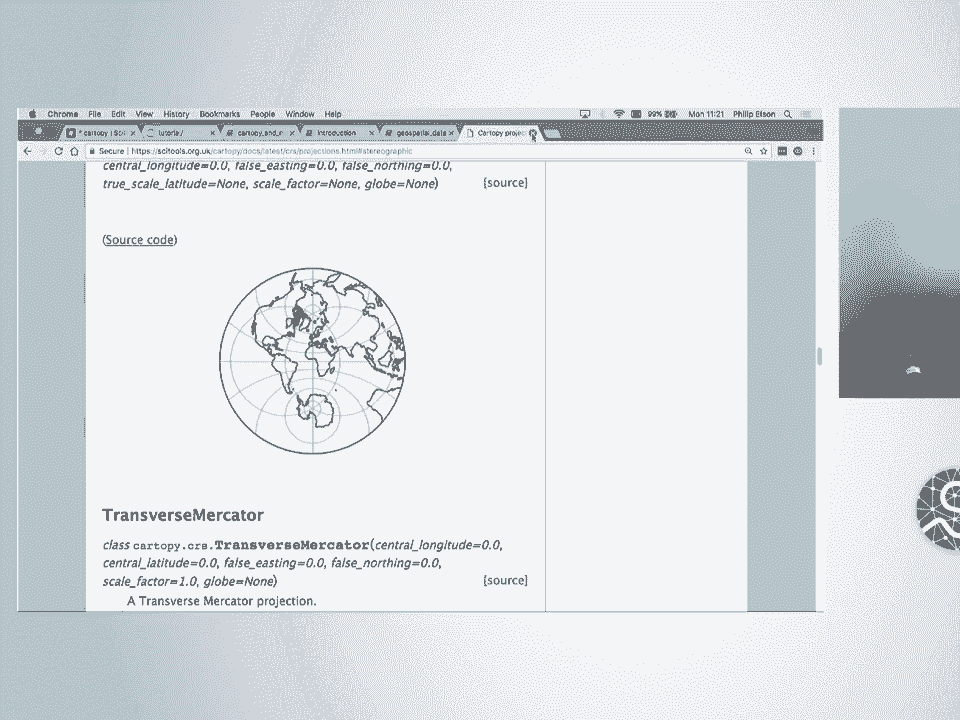 Chrome File Edit View History Bookmarks People Window Help 99% Mon 11:21 Philip Elson
cartopy | Sci tutorial/ cartopy_and_ Introduction geospatial_data Cartopy projec
Secure | https://scitools.org.uk/cartopy/docs/latest/crs/projections.html#stereographic
central_longitude=0.0, false_easting=0.0, false_northing=0.0,
true_scale_latitude=None, scale_factor=None, globe=None) [source]
(Source code)
TransverseMercator
class cartopy.crs.TransverseMercator(central_longitude=0.0,
central_latitude=0.0, false_easting=0.0, false_northing=0.0,
scale_factor=1.0, globe=None) [source]
A Transverse Mercator projection.